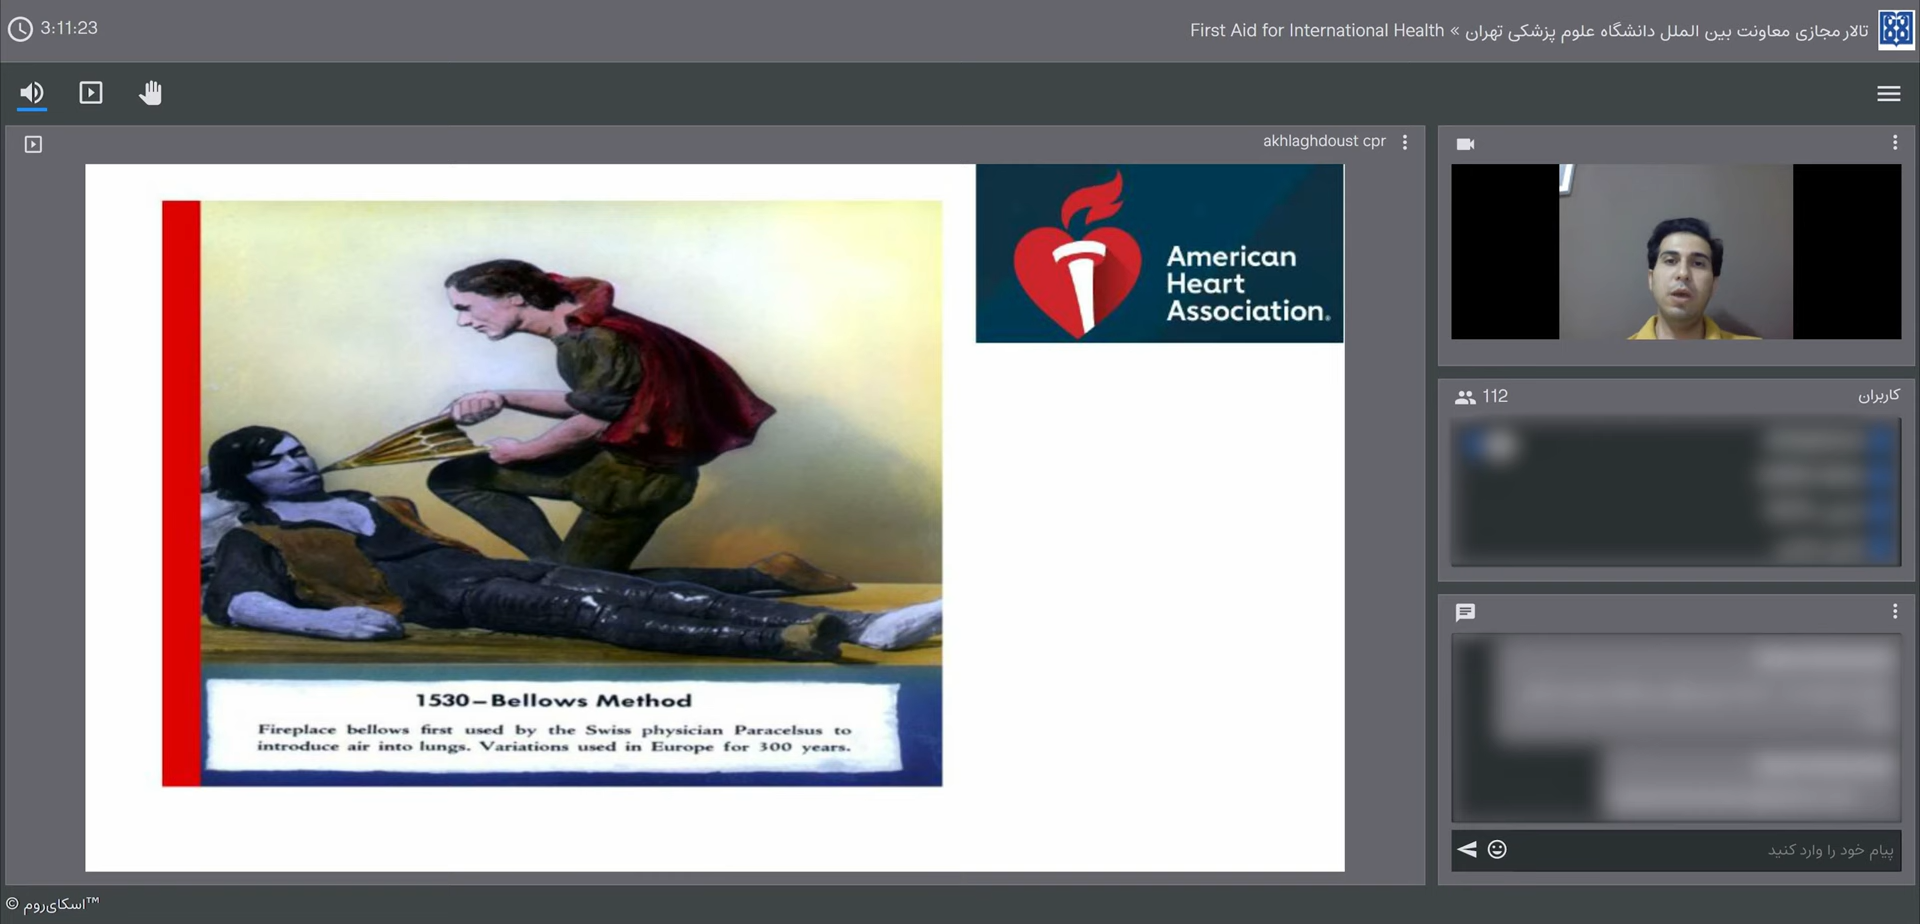 3:11:23
تالار مجازی معاونت بین الملل دانشگاه علوم پزشکی تهران » First Aid for International Health
akhlaghdoust cpr
American
Heart
Association.
1530–Bellows Method
Fireplace bellows first used by the Swiss physician Paracelsus to
introduce air into lungs. Variations used in Europe for 300 years.
112
کاربران
پیام خود را وارد کنید
© اسکای‌روم™